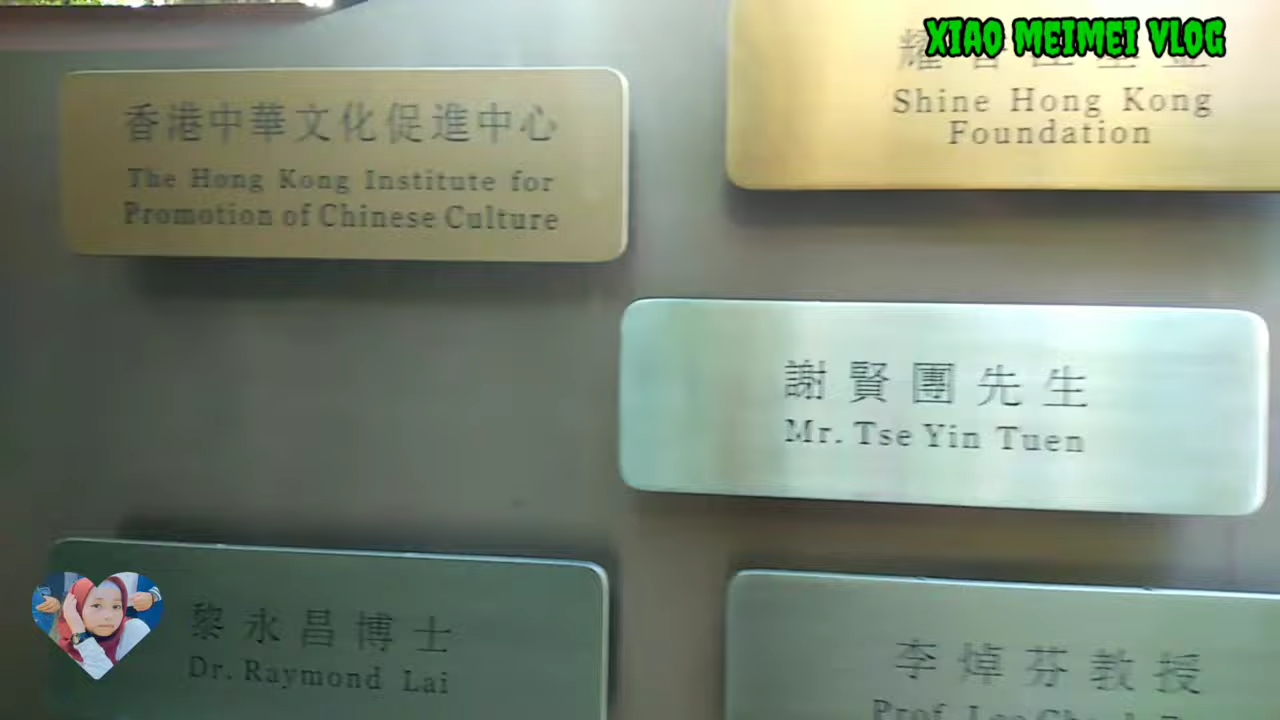 XIAO MEIMEI VLOG
香港中華文化促進中心
The Hong Kong Institute for
Promotion of Chinese Culture
Shine Hong Kong
Foundation
謝賢團先生
Mr. Tse Yin Tuen
黎永昌博士
Dr. Raymond Lai
李焯芬教授
Prof. Lee